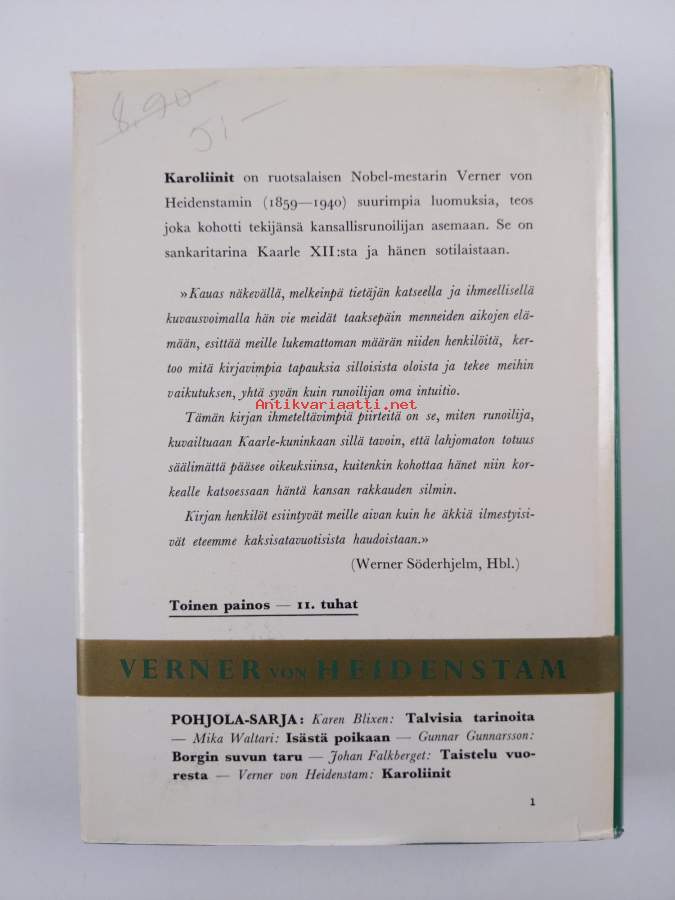 8.90
51-
Karoliinit on ruotsalaisen Nobel-mestarin Verner von
Heidenstamin (1859—1940) suurimpia luomuksia, teos
joka kohotti tekijänsä kansallisrunoilijan asemaan. Se on
sankaritarina Kaarle XII:sta ja hänen sotilaistaan.
»Kauas näkevällä, melkeinpä tietäjän katseella ja ihmeellisellä
kuvausvoimalla hän vie meidät taaksepäin menneiden aikojen elä-
mään, esittää meille lukemattoman määrän niiden henkilöitä, ker-
too mitä kirjavimpia tapauksia silloisista oloista ja tekee meihin
vaikutuksen, yhtä syvän kuin runoilijan oma intuitio.
Antikvariaatti.net
Tämän kirjan ihmeteltävimpiä piirteitä on se, miten runoilija,
kuvailtuaan Kaarle-kuninkaan sillä tavoin, että lahjomaton totuus
säälimättä pääsee oikeuksiinsa, kuitenkin kohottaa hänet niin kor-
kealle katsoessaan häntä kansan rakkauden silmin.
Kirjan henkilöt esiintyvät meille aivan kuin he äkkiä ilmestyisi-
vät eteemme kaksisatavuotisista haudoistaan.»
(Werner Söderhjelm, Hbl.)
Toinen painos — 11. tuhat
VERNER VON HEIDENSTAM
POHJOLA-SARJA: Karen Blixen: Talvisia tarinoita
— Mika Waltari: Isästä poikaan — Gunnar Gunnarsson:
Borgin suvun taru — Johan Falkberget: Taistelu vuo-
resta — Verner von Heidenstam: Karoliinit
1